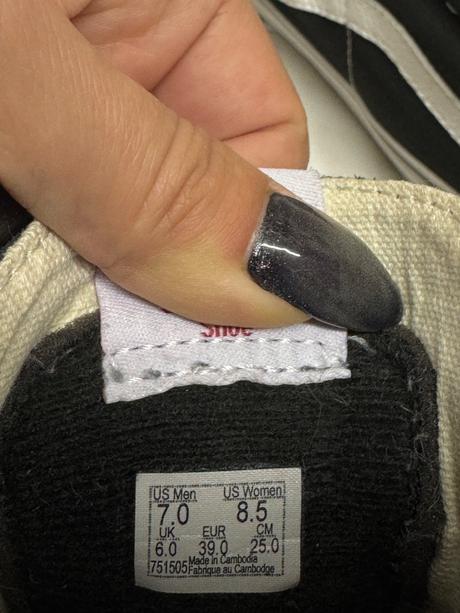 Shoe
US Men US Women
7.0 8.5
UK EUR CM
6.0 39.0 25.0
751505 Made in Cambodia
Fabrique au Cambodge